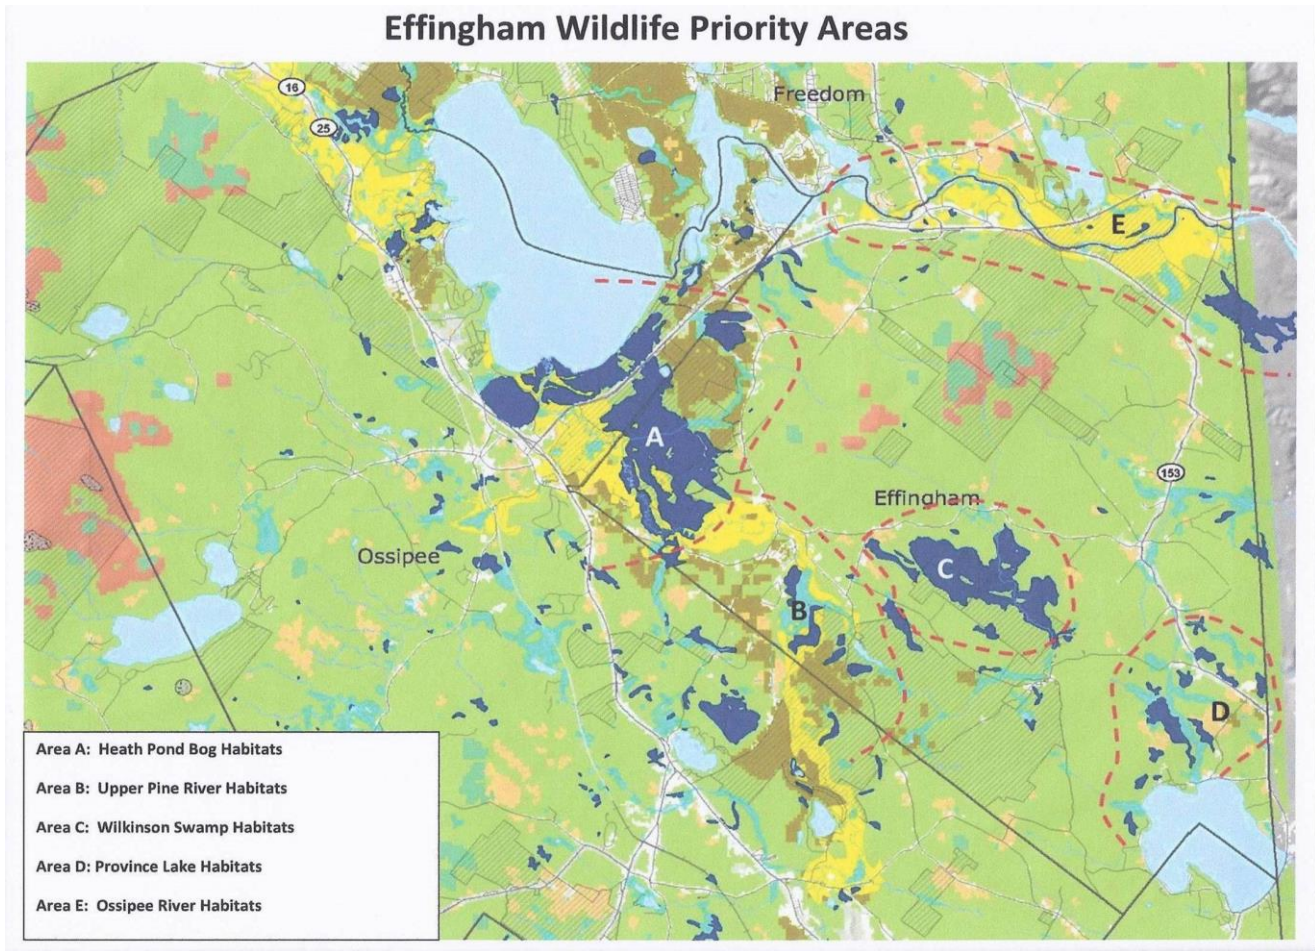 Effingham Wildlife Priority Areas
16
Freedom
25
E
A
153
Effingham
Ossipee
C
B
D
Area A: Heath Pond Bog Habitats
Area B: Upper Pine River Habitats
Area C: Wilkinson Swamp Habitats
Area D: Province Lake Habitats
Area E: Ossipee River Habitats